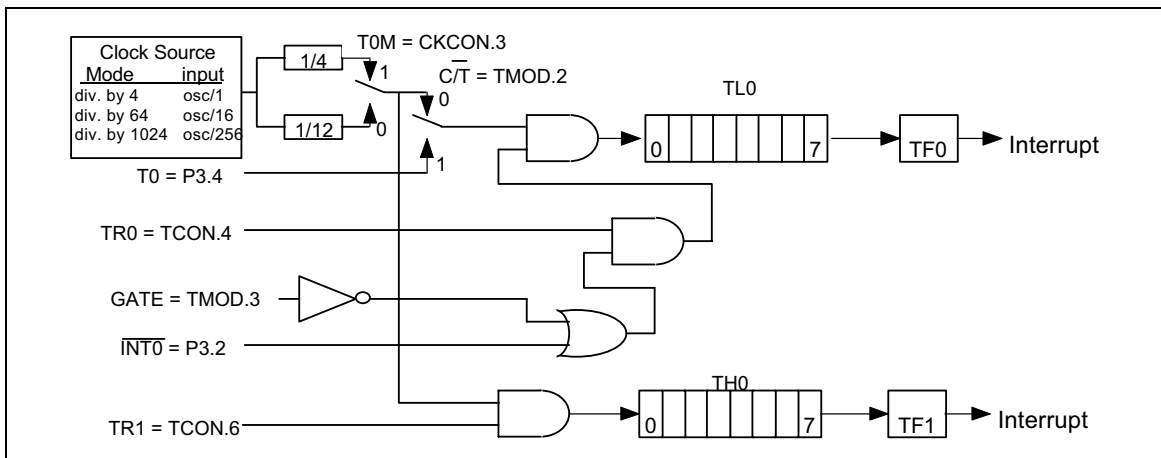 Clock Source
Mode input
div. by 4 osc/1
div. by 64 osc/16
div. by 1024 osc/256
1/4
1/12
T0M = CKCON.3
1
0
C/T̅ = TMOD.2
0
1
T0 = P3.4
TL0
0 7
TF0
Interrupt
TR0 = TCON.4
GATE = TMOD.3
I̅N̅T̅0̅ = P3.2
TR1 = TCON.6
TH0
0 7
TF1
Interrupt